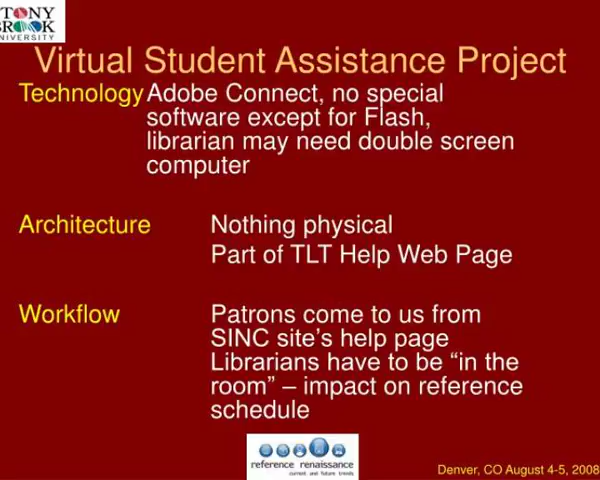 STONY
BROOK
UNIVERSITY
Virtual Student Assistance Project
Technology Adobe Connect, no special
software except for Flash,
librarian may need double screen
computer
Architecture Nothing physical
Part of TLT Help Web Page
Workflow Patrons come to us from
SINC site's help page
Librarians have to be “in the
room” – impact on reference
schedule
reference renaissance
current and future trends
Denver, CO August 4-5, 2008